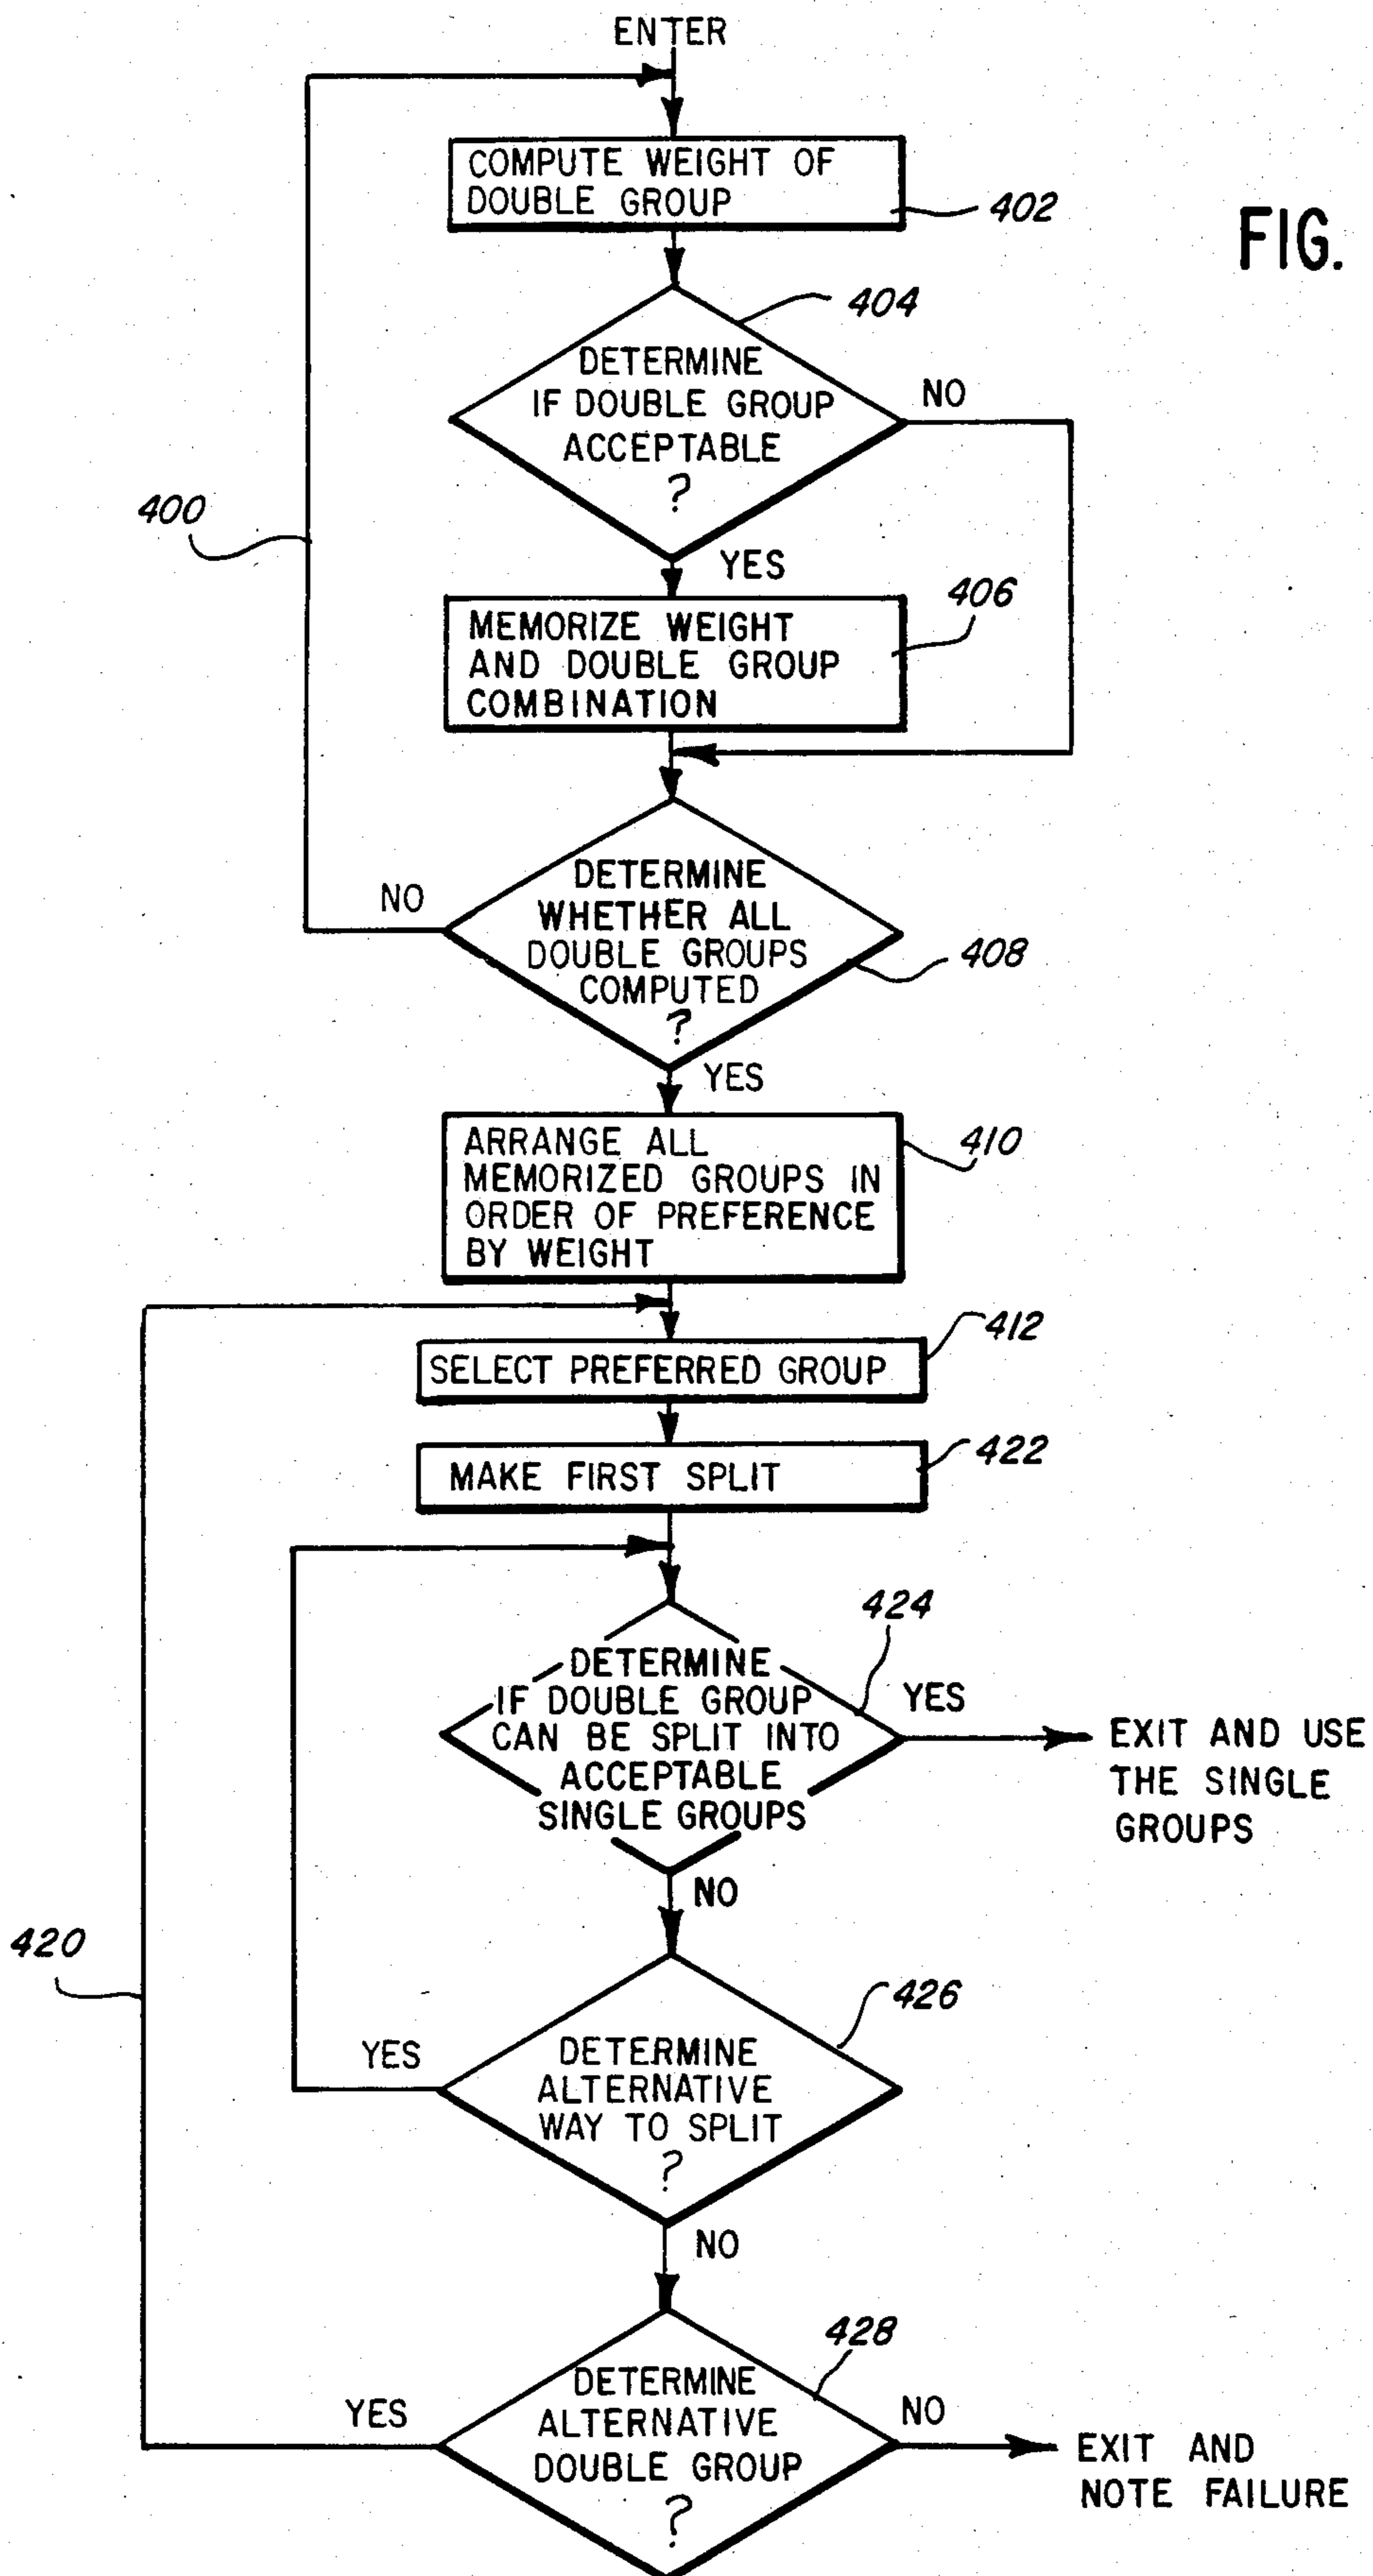 ENTER
COMPUTE WEIGHT OF
DOUBLE GROUP
402
FIG.
404
DETERMINE
IF DOUBLE GROUP
ACCEPTABLE
?
NO
400
YES
406
MEMORIZE WEIGHT
AND DOUBLE GROUP
COMBINATION
DETERMINE
WHETHER ALL
DOUBLE GROUPS
COMPUTED
?
NO
408
YES
ARRANGE ALL
MEMORIZED GROUPS IN
ORDER OF PREFERENCE
BY WEIGHT
410
412
SELECT PREFERRED GROUP
422
MAKE FIRST SPLIT
424
DETERMINE
IF DOUBLE GROUP
CAN BE SPLIT INTO
ACCEPTABLE
SINGLE GROUPS
YES
EXIT AND USE
THE SINGLE
GROUPS
NO
420
426
YES
DETERMINE
ALTERNATIVE
WAY TO SPLIT
?
NO
428
DETERMINE
ALTERNATIVE
DOUBLE GROUP
?
YES
NO
EXIT AND
NOTE FAILURE